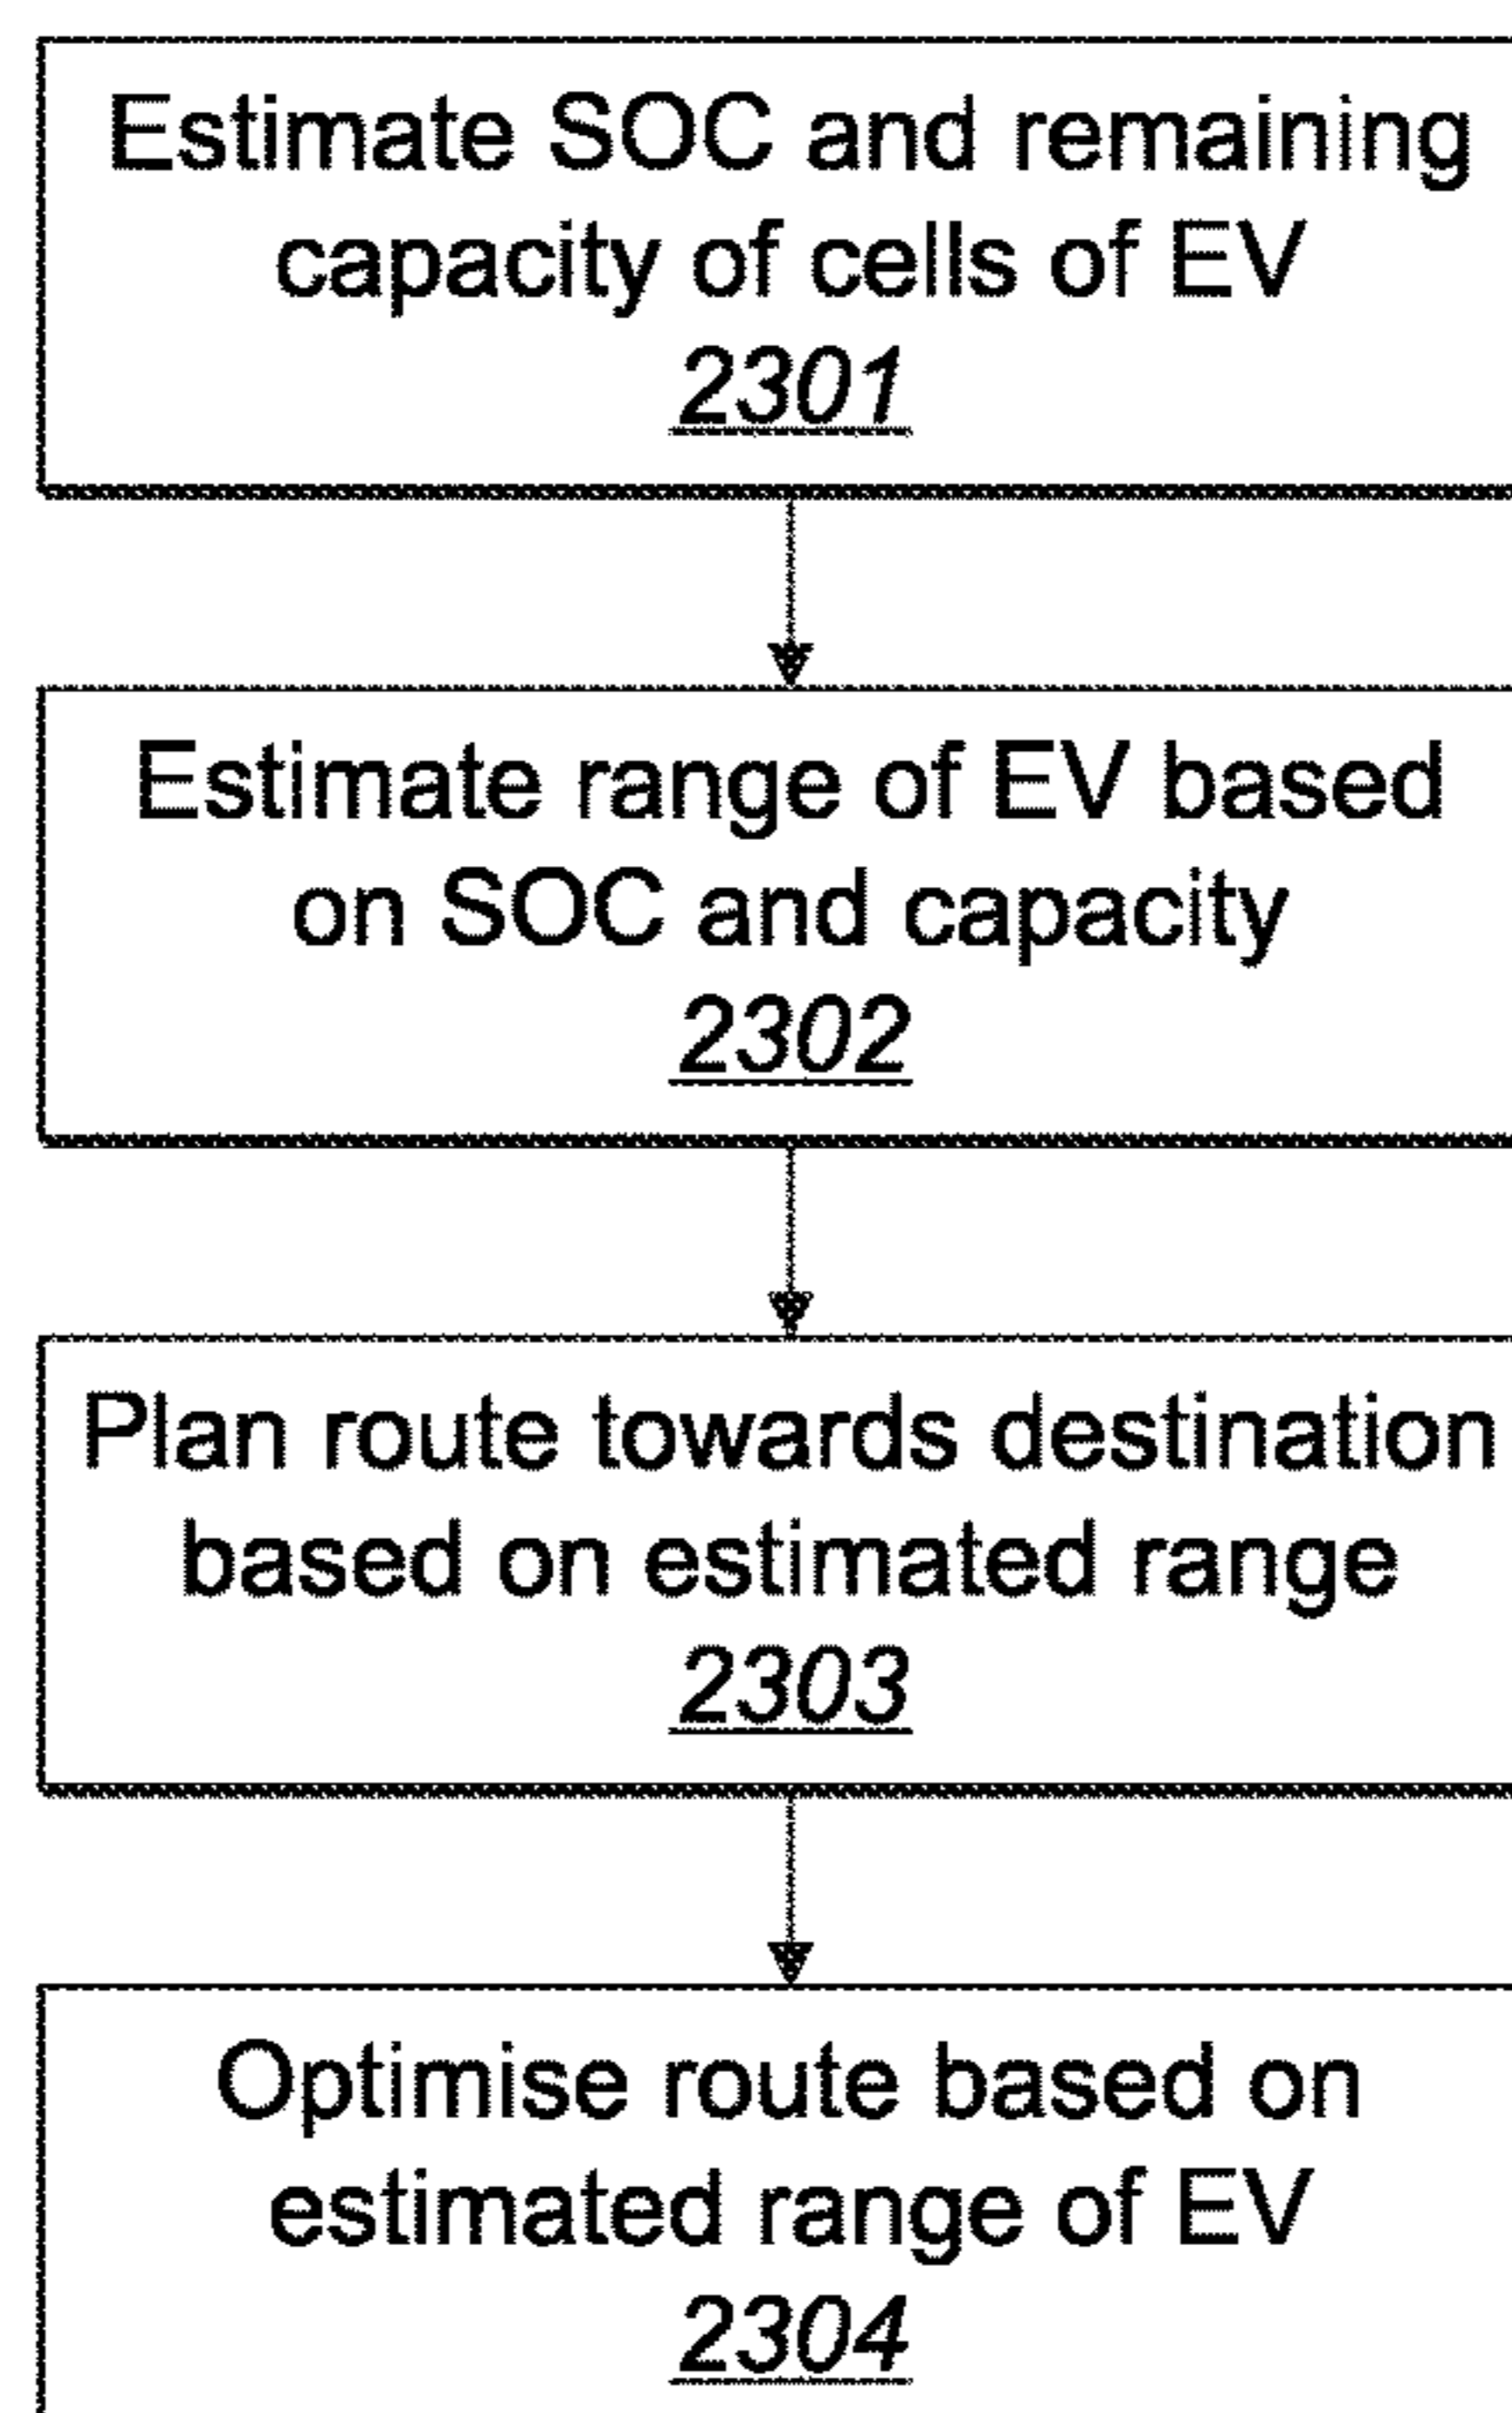 Estimate SOC and remaining
capacity of cells of EV
2301
Estimate range of EV based
on SOC and capacity
2302
Plan route towards destination
based on estimated range
2303
Optimise route based on
estimated range of EV
2304